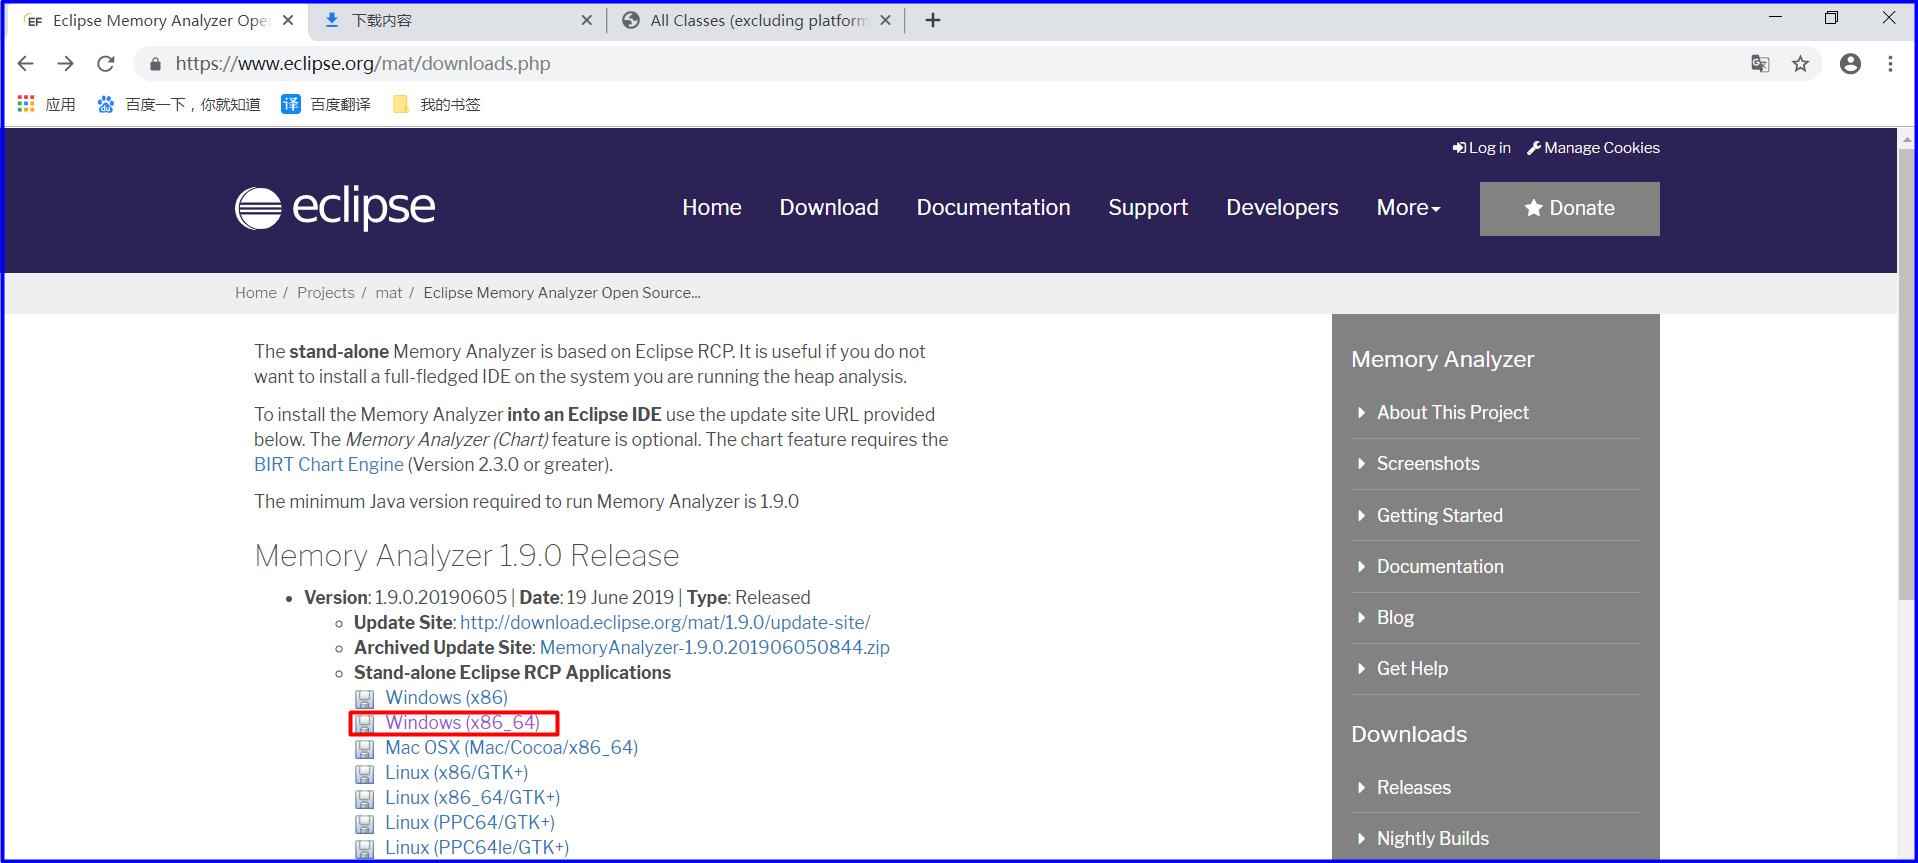 EF Eclipse Memory Analyzer Ope
下载内容
All Classes (excluding platform
https://www.eclipse.org/mat/downloads.php
应用
百度一下，你就知道
译 百度翻译
我的书签
Log in Manage Cookies
eclipse
Home Download Documentation Support Developers More Donate
Home / Projects / mat / Eclipse Memory Analyzer Open Source...
The stand-alone Memory Analyzer is based on Eclipse RCP. It is useful if you do not
want to install a full-fledged IDE on the system you are running the heap analysis.
To install the Memory Analyzer into an Eclipse IDE use the update site URL provided
below. The Memory Analyzer (Chart) feature is optional. The chart feature requires the
BIRT Chart Engine (Version 2.3.0 or greater).
The minimum Java version required to run Memory Analyzer is 1.9.0
Memory Analyzer 1.9.0 Release
Version: 1.9.0.20190605 | Date: 19 June 2019 | Type: Released
Update Site: http://download.eclipse.org/mat/1.9.0/update-site/
Archived Update Site: MemoryAnalyzer-1.9.0.201906050844.zip
Stand-alone Eclipse RCP Applications
Windows (x86)
Windows (x86_64)
Mac OSX (Mac/Cocoa/x86_64)
Linux (x86/GTK+)
Linux (x86_64/GTK+)
Linux (PPC64/GTK+)
Linux (PPC64le/GTK+)
Memory Analyzer
About This Project
Screenshots
Getting Started
Documentation
Blog
Get Help
Downloads
Releases
Nightly Builds